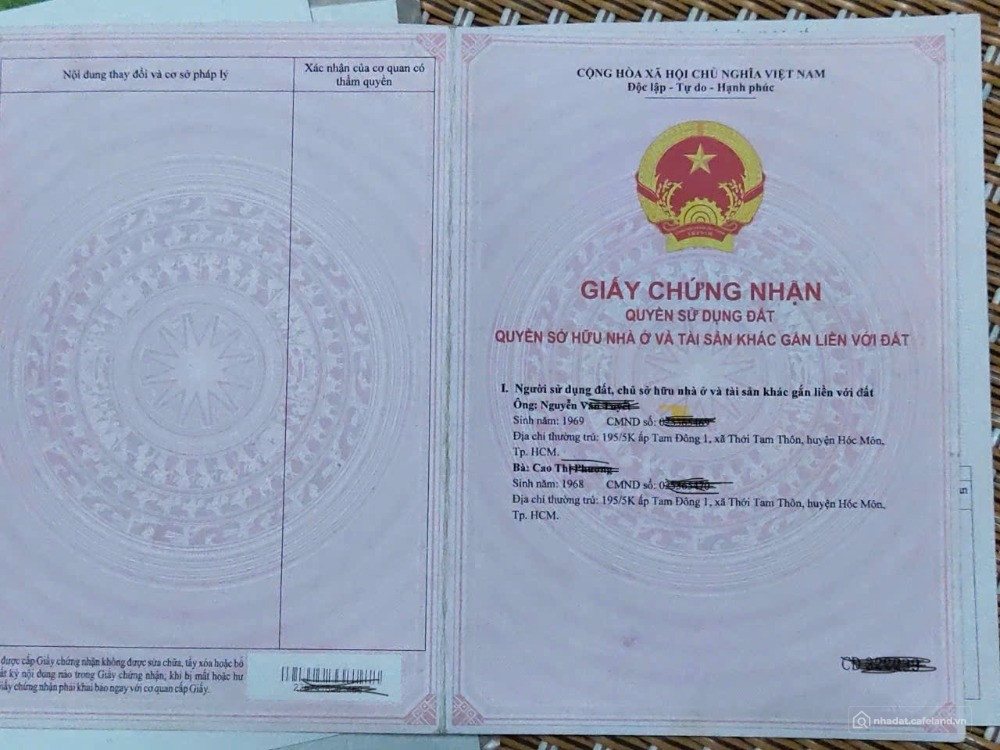 Nội dung thay đổi và cơ sở pháp lý
Xác nhận của cơ quan có
thẩm quyền
được cấp Giấy chứng nhận không được sửa chữa, tẩy xóa hoặc bổ
ất kỳ nội dung nào trong Giấy chứng nhận; khi bị mất hoặc hư
iấy chứng nhận phải khai báo ngay với cơ quan cấp Giấy.
CỘNG HÒA XÃ HỘI CHỦ NGHĨA VIỆT NAM
Độc lập - Tự do - Hạnh phúc
GIẤY CHỨNG NHẬN
QUYỀN SỬ DỤNG ĐẤT
QUYỀN SỞ HỮU NHÀ Ở VÀ TÀI SẢN KHÁC GẮN LIỀN VỚI ĐẤT
I. Người sử dụng đất, chủ sở hữu nhà ở và tài sản khác gắn liền với đất
Ông: Nguyễn
Sinh năm: 1969 CMND số:
Địa chỉ thường trú: 195/5K ấp Tam Đông 1, xã Thới Tam Thôn, huyện Hóc Môn,
Tp. HCM.
Bà: Cao Thị
Sinh năm: 1968 CMND số:
Địa chỉ thường trú: 195/5K ấp Tam Đông 1, xã Thới Tam Thôn, huyện Hóc Môn,
Tp. HCM.
nhadat.cafeland.vn